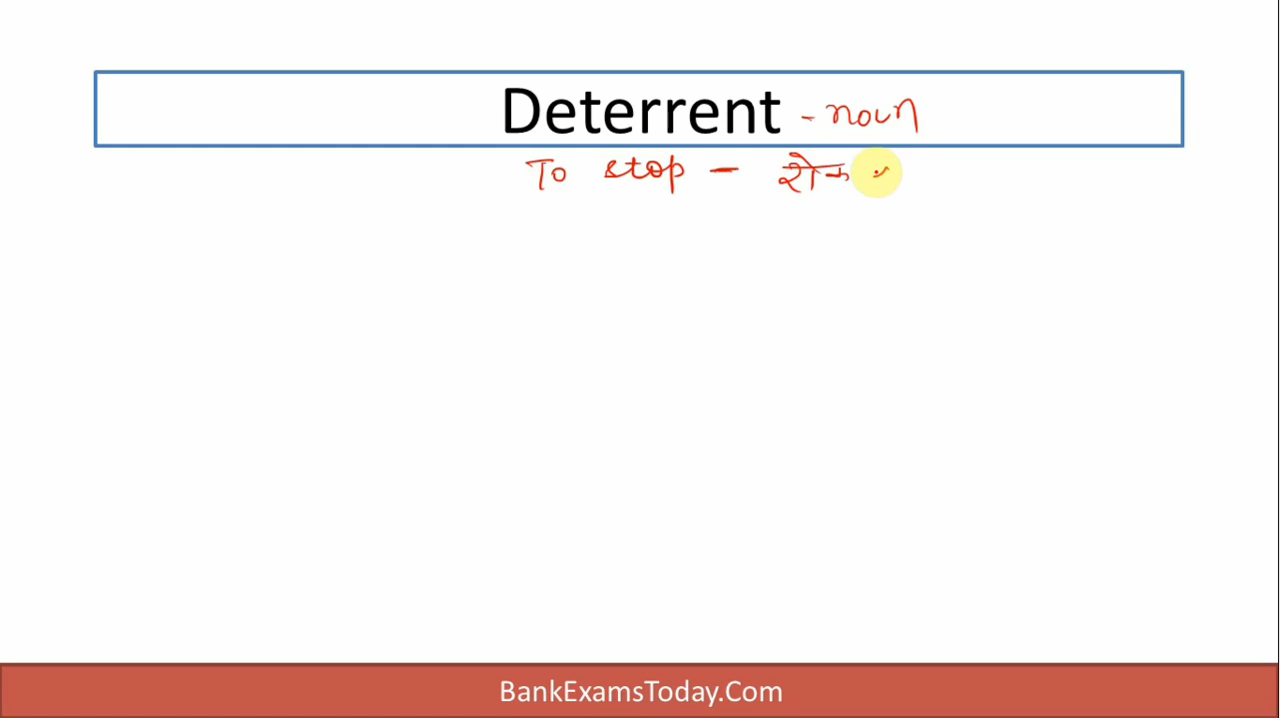 Deterrent - noun
To stop - रोक
BankExamsToday.Com